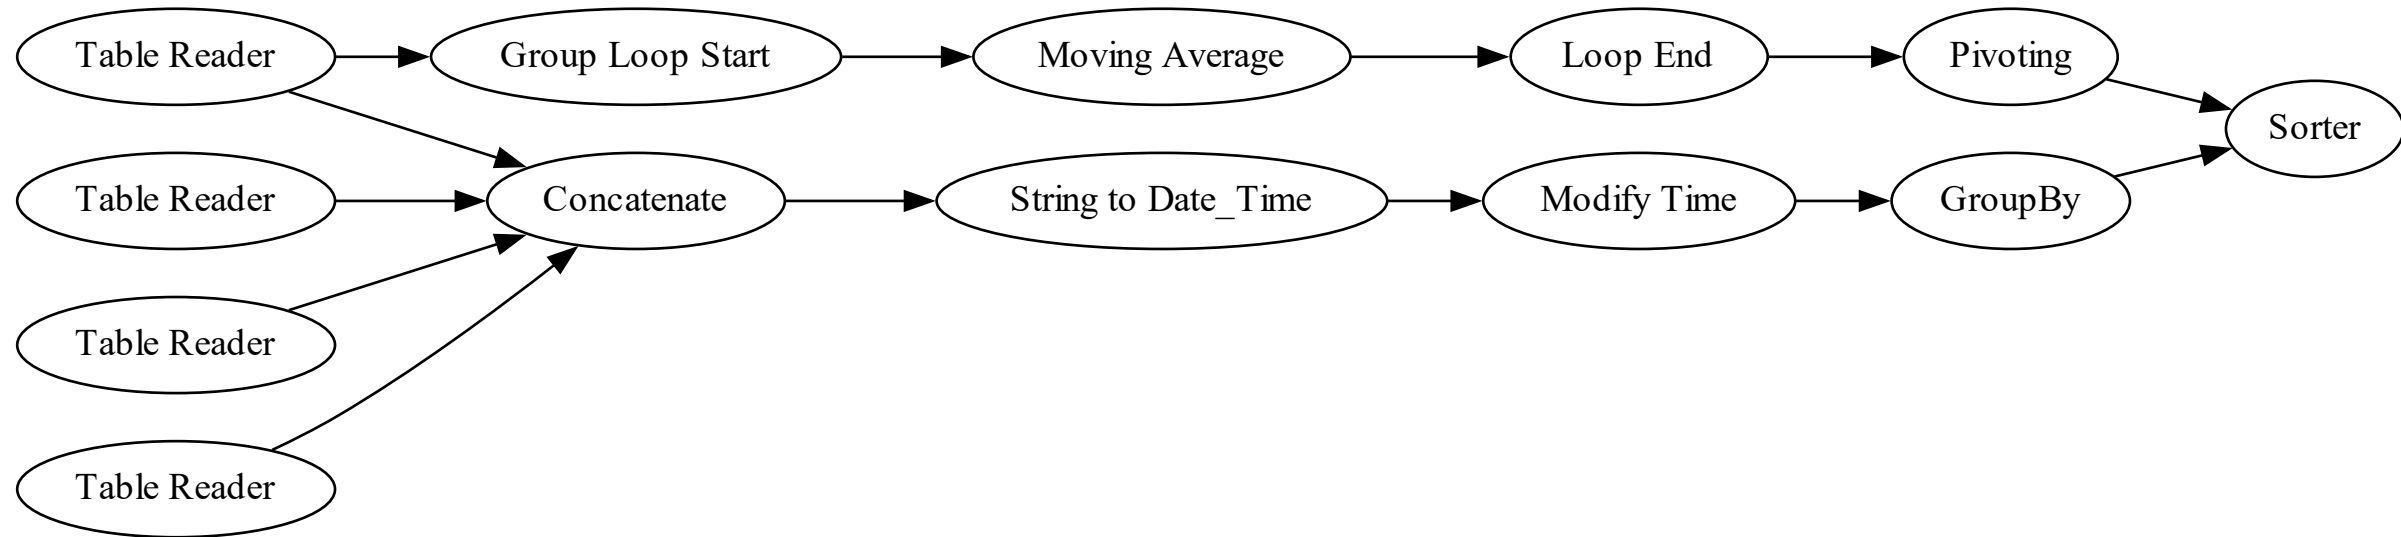 Table Reader
Group Loop Start
Moving Average
Loop End
Pivoting
Sorter
Table Reader
Concatenate
String to Date_Time
Modify Time
GroupBy
Table Reader
Table Reader